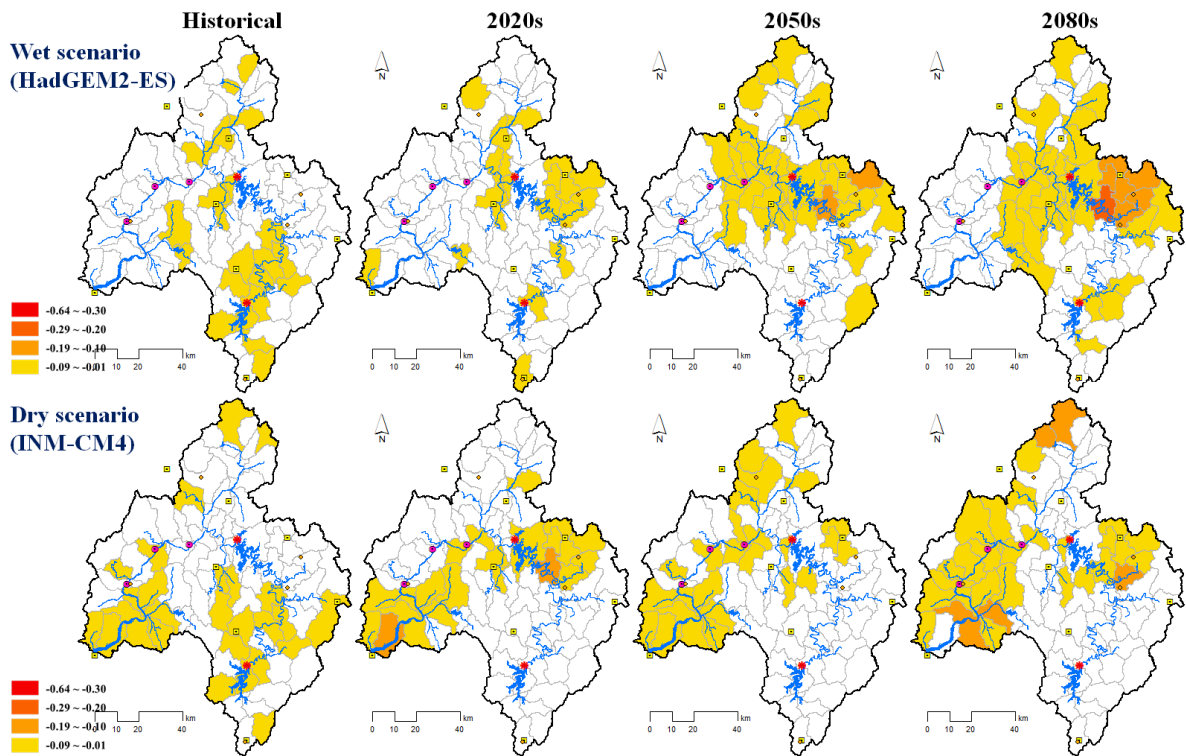 Historical
2020s
2050s
2080s
Wet scenario
(HadGEM2-ES)
N
N
N
-0.64 ~ -0.30
-0.29 ~ -0.20
-0.19 ~ -0.10
-0.09 ~ -0.01
0 10 20 40 km
0 10 20 40 km
0 10 20 40 km
0 10 20 40 km
Dry scenario
(INM-CM4)
N
N
N
-0.64 ~ -0.30
-0.29 ~ -0.20
-0.19 ~ -0.10
-0.09 ~ -0.01
0 10 20 40 km
0 10 20 40 km
0 10 20 40 km
0 10 20 40 km